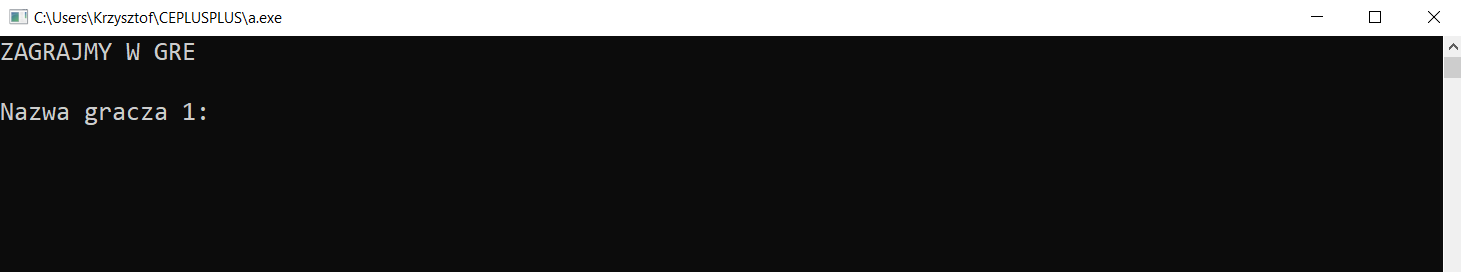 C:\Users\Krzysztof\CEPLUSPLUS\a.exe
ZAGRAJMY W GRE
Nazwa gracza 1: